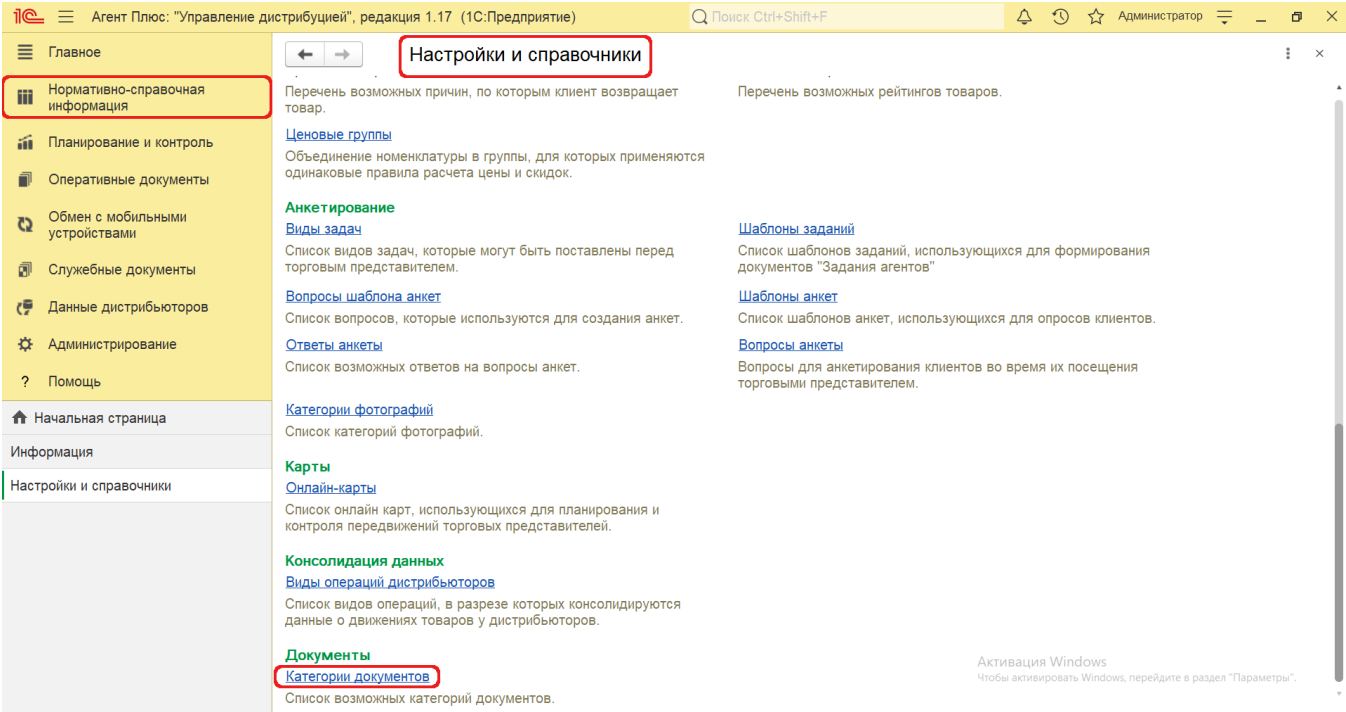 1С Агент Плюс: "Управление дистрибуцией", редакция 1.17 (1С:Предприятие) Поиск Ctrl+Shift+F Администратор
Главное
Нормативно-справочная
информация
Планирование и контроль
Оперативные документы
Обмен с мобильными
устройствами
Служебные документы
Данные дистрибьюторов
Администрирование
? Помощь
Начальная страница
Информация
Настройки и справочники
Настройки и справочники
Перечень возможных причин, по которым клиент возвращает
товар.
Перечень возможных рейтингов товаров.
Ценовые группы
Объединение номенклатуры в группы, для которых применяются
одинаковые правила расчета цены и скидок.
Анкетирование
Виды задач
Список видов задач, которые могут быть поставлены перед
торговым представителем.
Шаблоны заданий
Список шаблонов заданий, использующихся для формирования
документов "Задания агентов"
Вопросы шаблона анкет
Список вопросов, которые используются для создания анкет.
Шаблоны анкет
Список шаблонов анкет, использующихся для опросов клиентов.
Ответы анкеты
Список возможных ответов на вопросы анкет.
Вопросы анкеты
Вопросы для анкетирования клиентов во время их посещения
торговыми представителем.
Категории фотографий
Список категорий фотографий.
Карты
Онлайн-карты
Список онлайн карт, использующихся для планирования и
контроля передвижений торговых представителей.
Консолидация данных
Виды операций дистрибьюторов
Список видов операций, в разрезе которых консолидируются
данные о движениях товаров у дистрибьюторов.
Документы
Категории документов
Список возможных категорий документов.
Активация Windows
Чтобы активировать Windows, перейдите в раздел "Параметры".